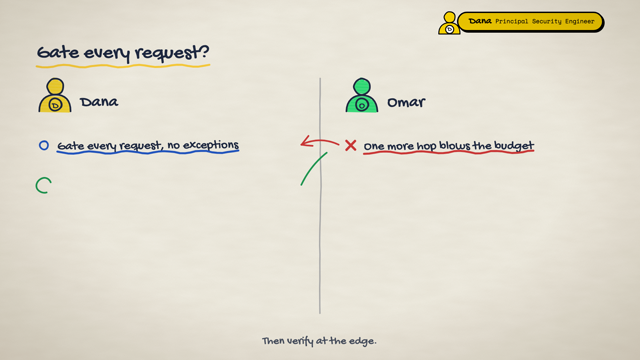 Dana Principal Security Engineer
Gate every request?
Dana
Omar
Gate every request, no exceptions
One more hop blows the budget
Then verify at the edge.